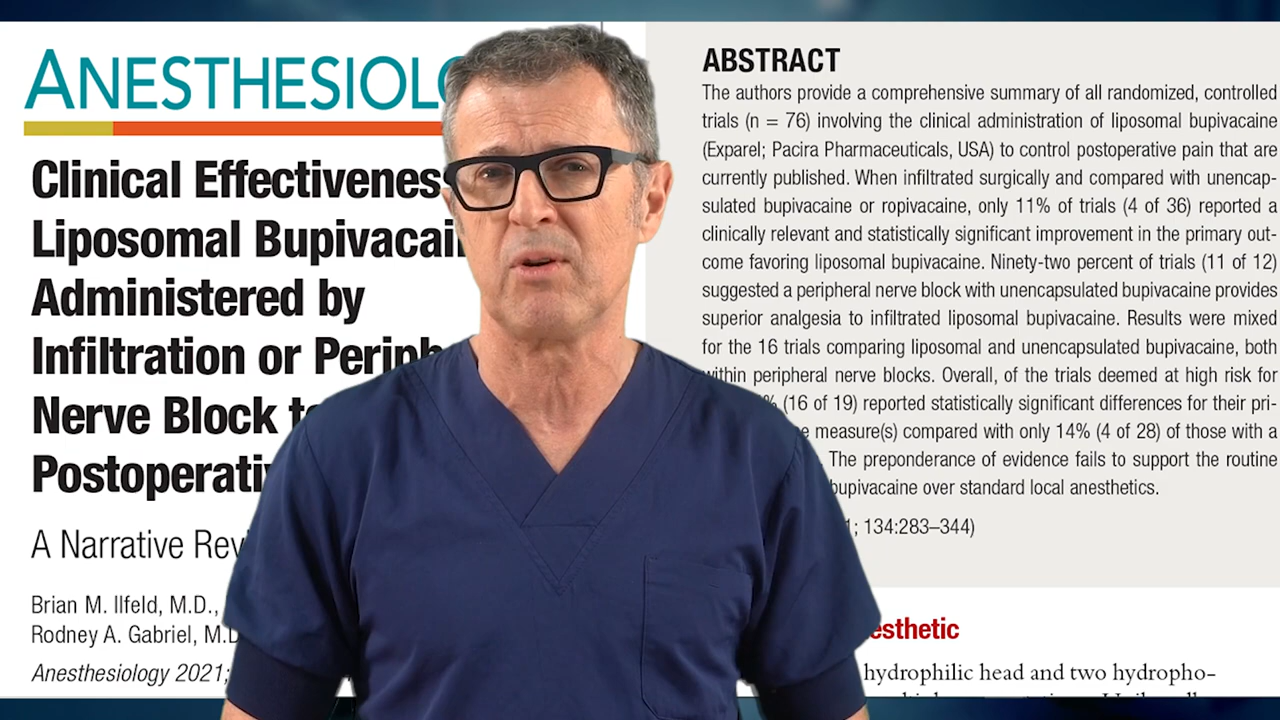 ANESTHESIOL
Clinical Effectivenes
Liposomal Bupivacai
Administered by
Infiltration or Periph
Nerve Block t
Postoperati
A Narrative Rev
Brian M. Ilfeld, M.D.,
Rodney A. Gabriel, M.D
Anesthesiology 2021;
ABSTRACT
The authors provide a comprehensive summary of all randomized, controlled
trials (n = 76) involving the clinical administration of liposomal bupivacaine
(Exparel; Pacira Pharmaceuticals, USA) to control postoperative pain that are
currently published. When infiltrated surgically and compared with unencap-
sulated bupivacaine or ropivacaine, only 11% of trials (4 of 36) reported a
clinically relevant and statistically significant improvement in the primary out-
come favoring liposomal bupivacaine. Ninety-two percent of trials (11 of 12)
suggested a peripheral nerve block with unencapsulated bupivacaine provides
superior analgesia to infiltrated liposomal bupivacaine. Results were mixed
for the 16 trials comparing liposomal and unencapsulated bupivacaine, both
within peripheral nerve blocks. Overall, of the trials deemed at high risk for
% (16 of 19) reported statistically significant differences for their pri-
e measure(s) compared with only 14% (4 of 28) of those with a
. The preponderance of evidence fails to support the routine
bupivacaine over standard local anesthetics.
1; 134:283–344)
esthetic
hydrophilic head and two hydropho-